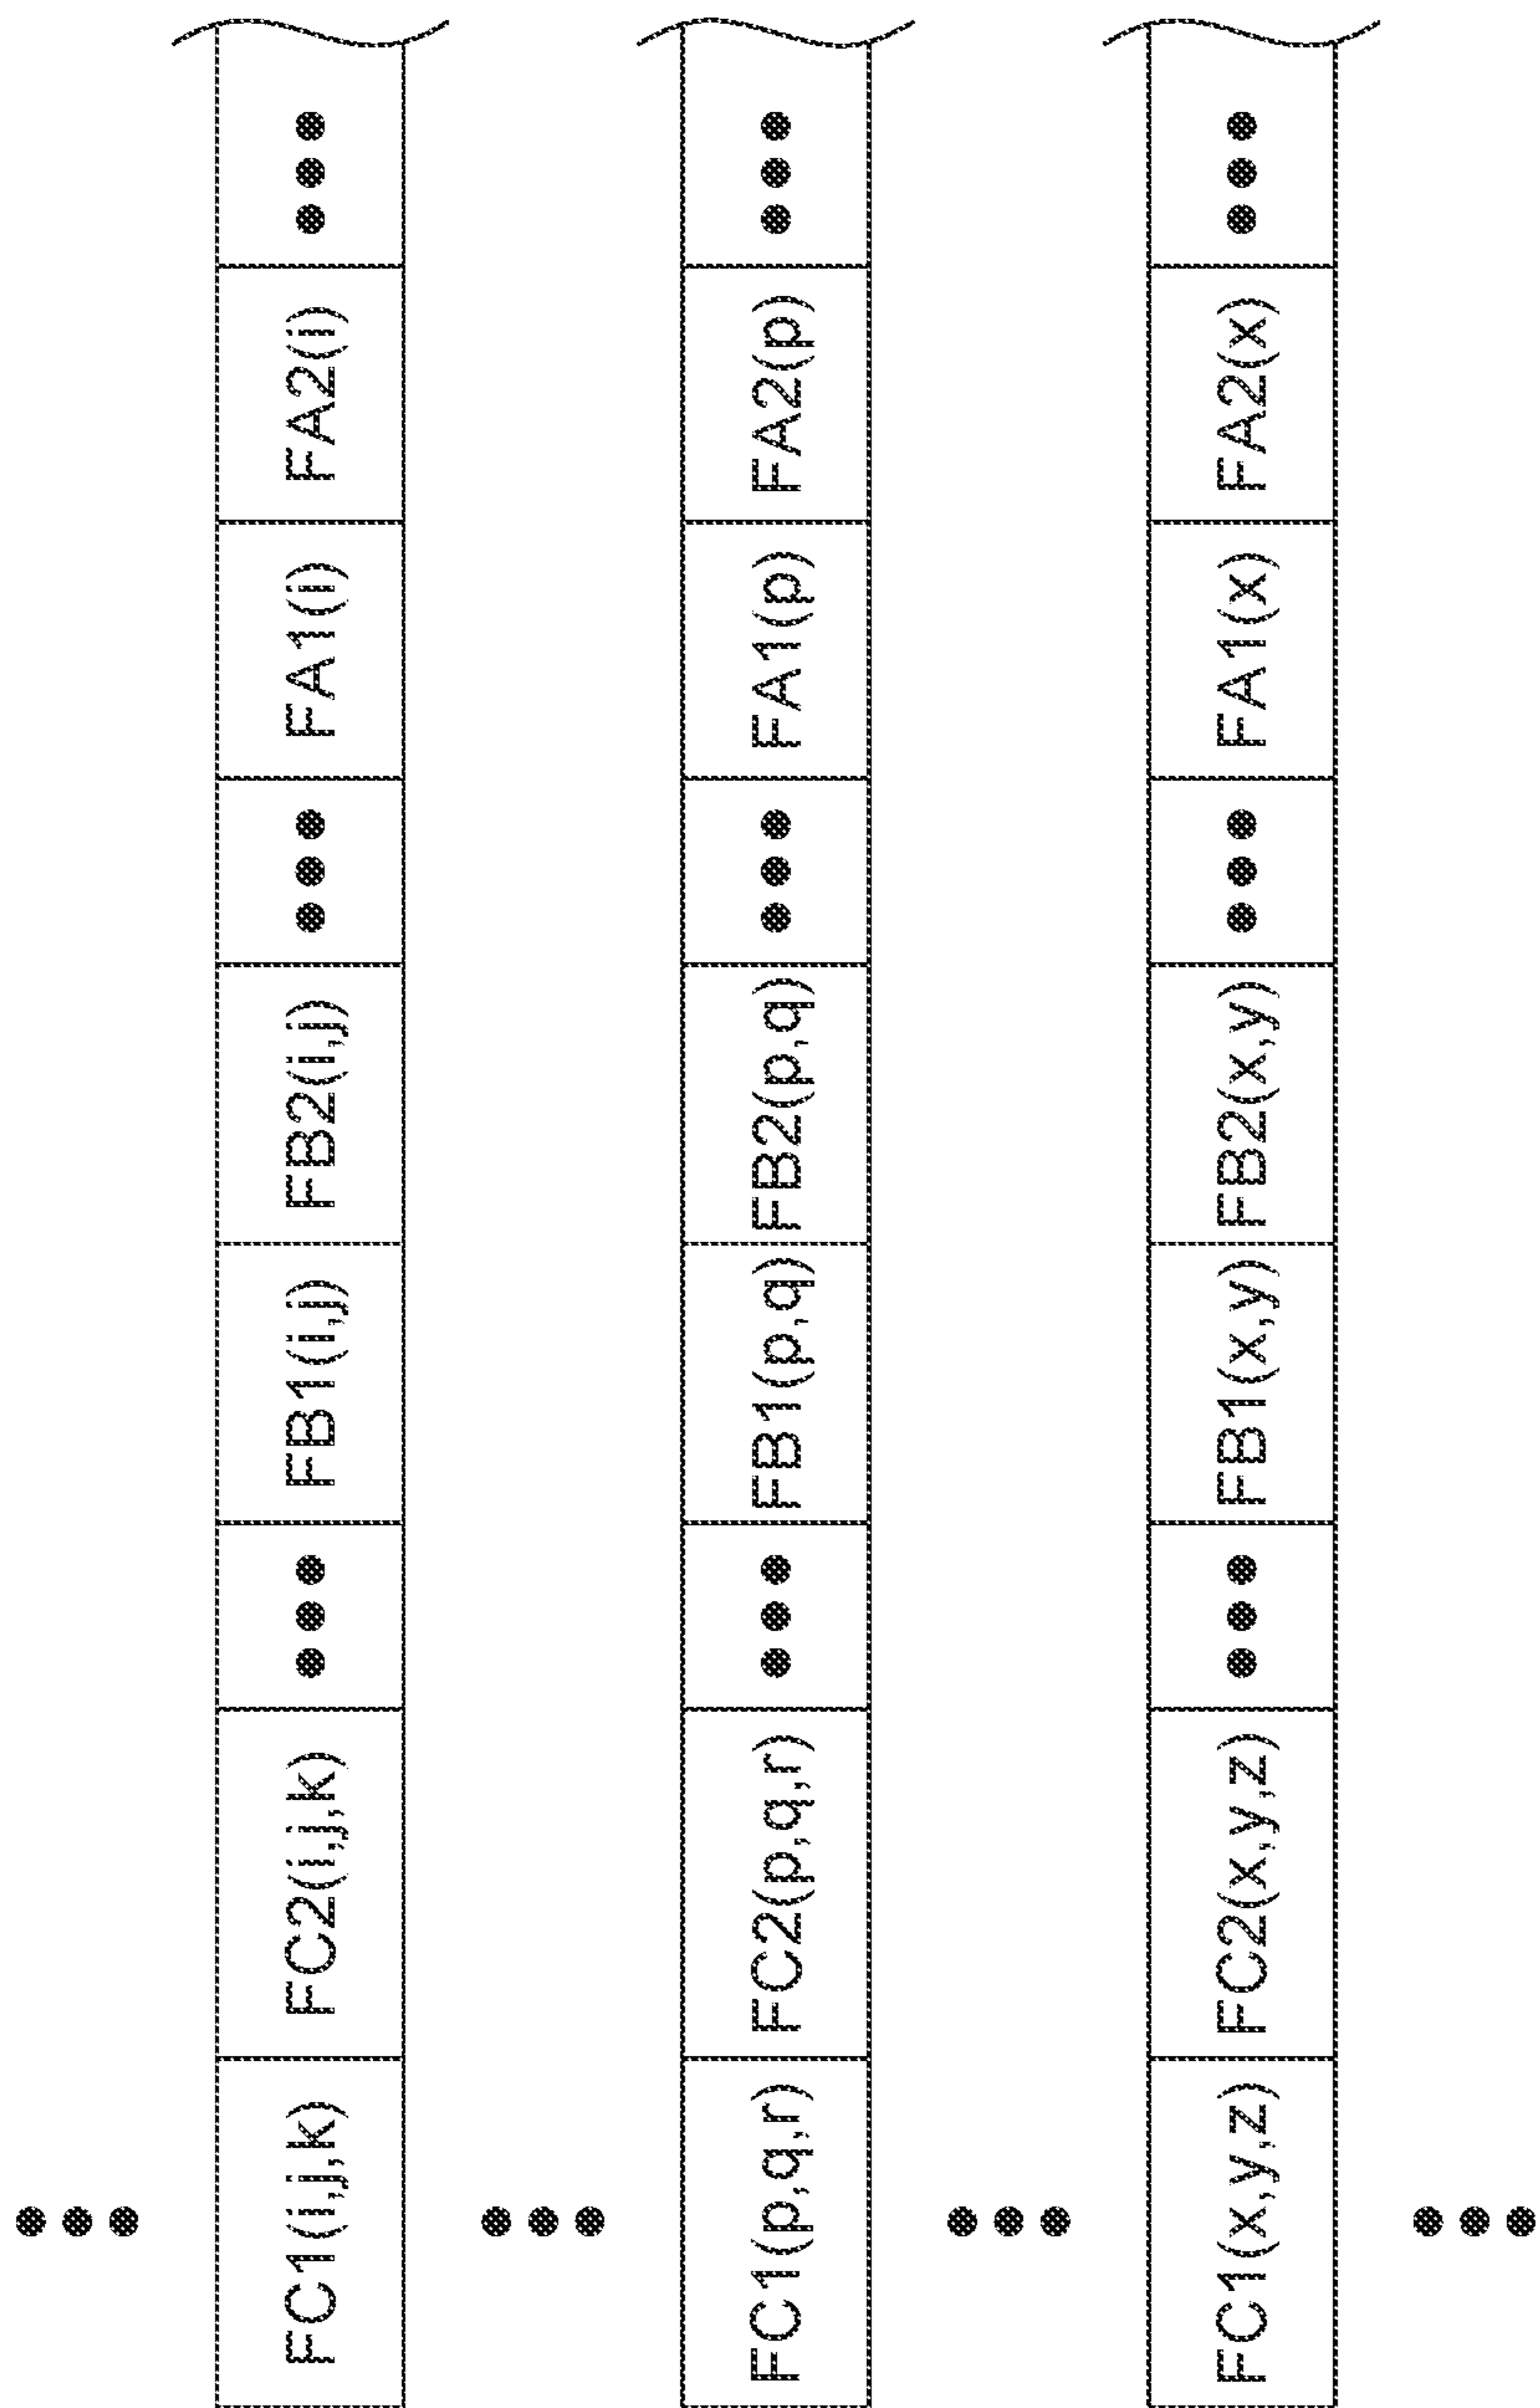 FC1(i,j,k) FC2(i,j,k) ••• FB1(i,j) FB2(i,j) ••• FA1(i) FA2(i) •••
FC1(p,q,r) FC2(p,q,r) ••• FB1(p,q) FB2(p,q) ••• FA1(p) FA2(p) •••
FC1(x,y,z) FC2(x,y,z) ••• FB1(x,y) FB2(x,y) ••• FA1(x) FA2(x) •••